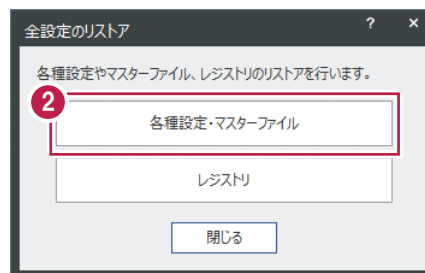 全設定のリストア ? ×
各種設定やマスターファイル、レジストリのリストアを行います。
2
各種設定・マスターファイル
レジストリ
閉じる